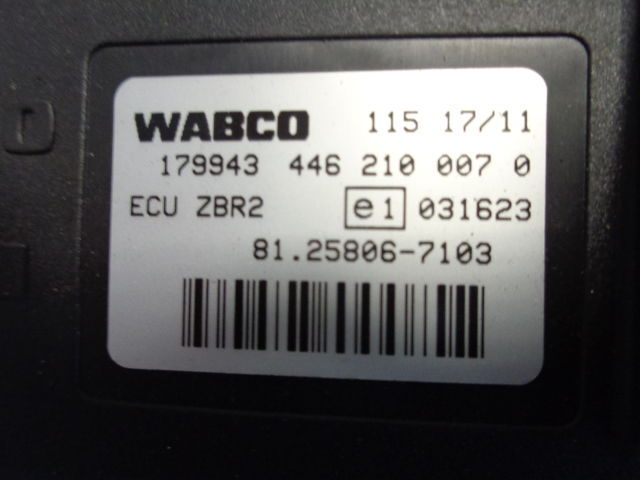 WABCO 115 17/11
179943 446 210 007 0
ECU ZBR2 e1 031623
81.25806-7103